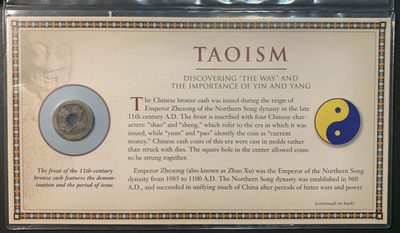 TAOISM
DISCOVERING "THE WAY" AND
THE IMPORTANCE OF YIN AND YANG
The Chinese bronze cash was issued during the reign of
Emperor Zhezong of the Northern Song dynasty in the late
11th century A.D. The front is inscribed with four Chinese char-
acters: "shao" and "sheng," which refer to the era in which it was
issued, while "yuan" and "pao" identify the coin as "current
money." Chinese cash coins of this era were cast in molds rather
than struck with dies. The square hole in the center allowed coins
to be strung together.
Emperor Zhezong (also known as Zhao Xu) was the Emperor of the Northern Song
dynasty from 1085 to 1100 A.D. The Northern Song dynasty was established in 960
A.D., and succeeded in unifying much of China after periods of bitter wars and power
(continued on back)
The front of the 11th-century
bronze cash features the denom-
ination and the period of issue.